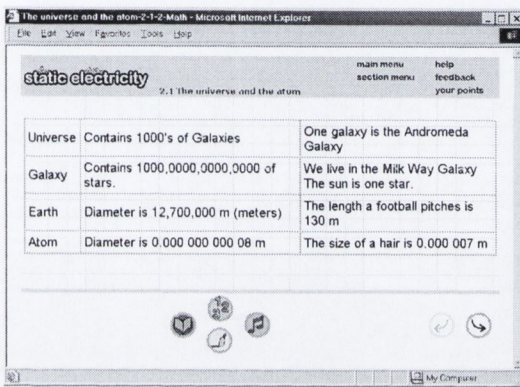 The universe and the atom-2-1-2-Math - Microsoft Internet Explorer
File Edit View Favorites Tools Help
static electricity
2.1 The universe and the atom
main menu help
section menu feedback
your points
Universe Contains 1000's of Galaxies One galaxy is the Andromeda
Galaxy
Galaxy Contains 1000,0000,0000,0000 of We live in the Milk Way Galaxy
stars. The sun is one star.
Earth Diameter is 12,700,000 m (meters) The length a football pitches is
130 m
Atom Diameter is 0.000 000 000 08 m The size of a hair is 0.000 007 m
My Computer